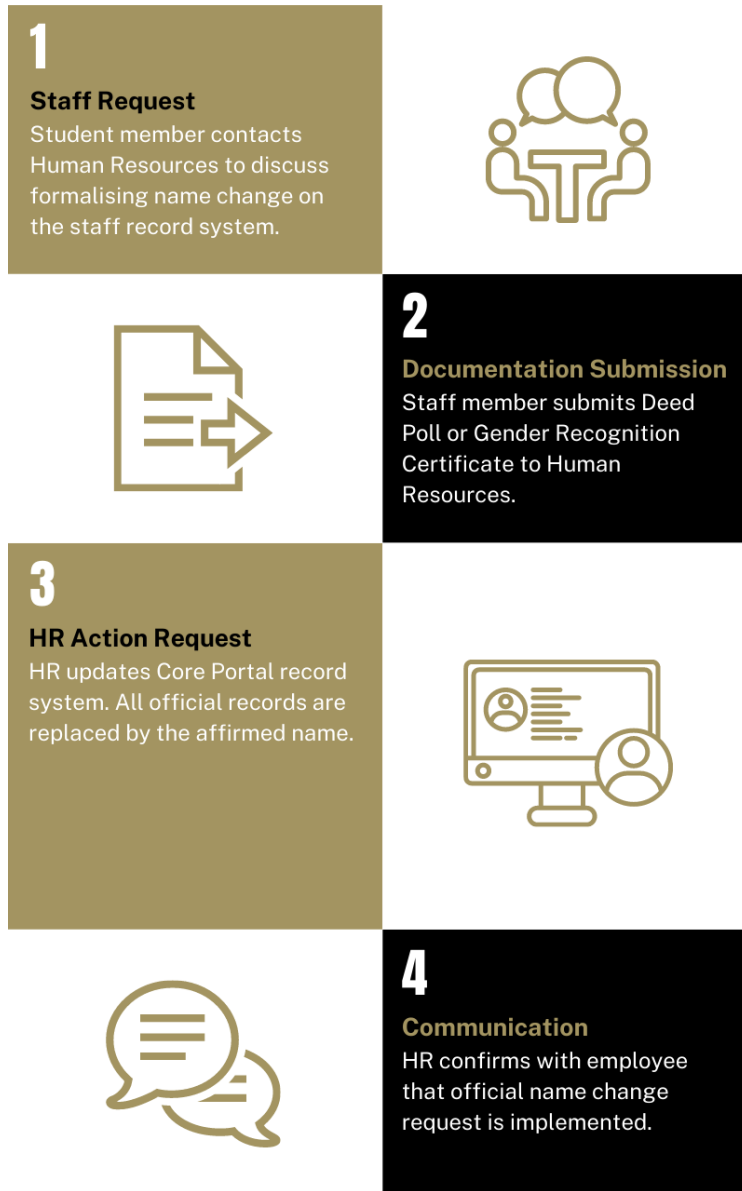 1
Staff Request
Student member contacts
Human Resources to discuss
formalising name change on
the staff record system.
2
Documentation Submission
Staff member submits Deed
Poll or Gender Recognition
Certificate to Human
Resources.
3
HR Action Request
HR updates Core Portal record
system. All official records are
replaced by the affirmed name.
4
Communication
HR confirms with employee
that official name change
request is implemented.